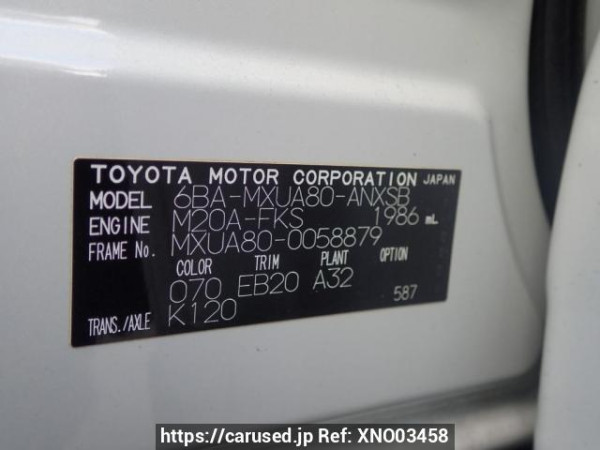 TOYOTA MOTOR CORPORATION JAPAN
MODEL 6BA-MXUA80-ANXSB
ENGINE M20A-FKS 1986 mL
FRAME No. MXUA80-0058879
COLOR TRIM PLANT OPTION
070 EB20 A32
587
TRANS./AXLE K120
https://carused.jp Ref: XNO03458